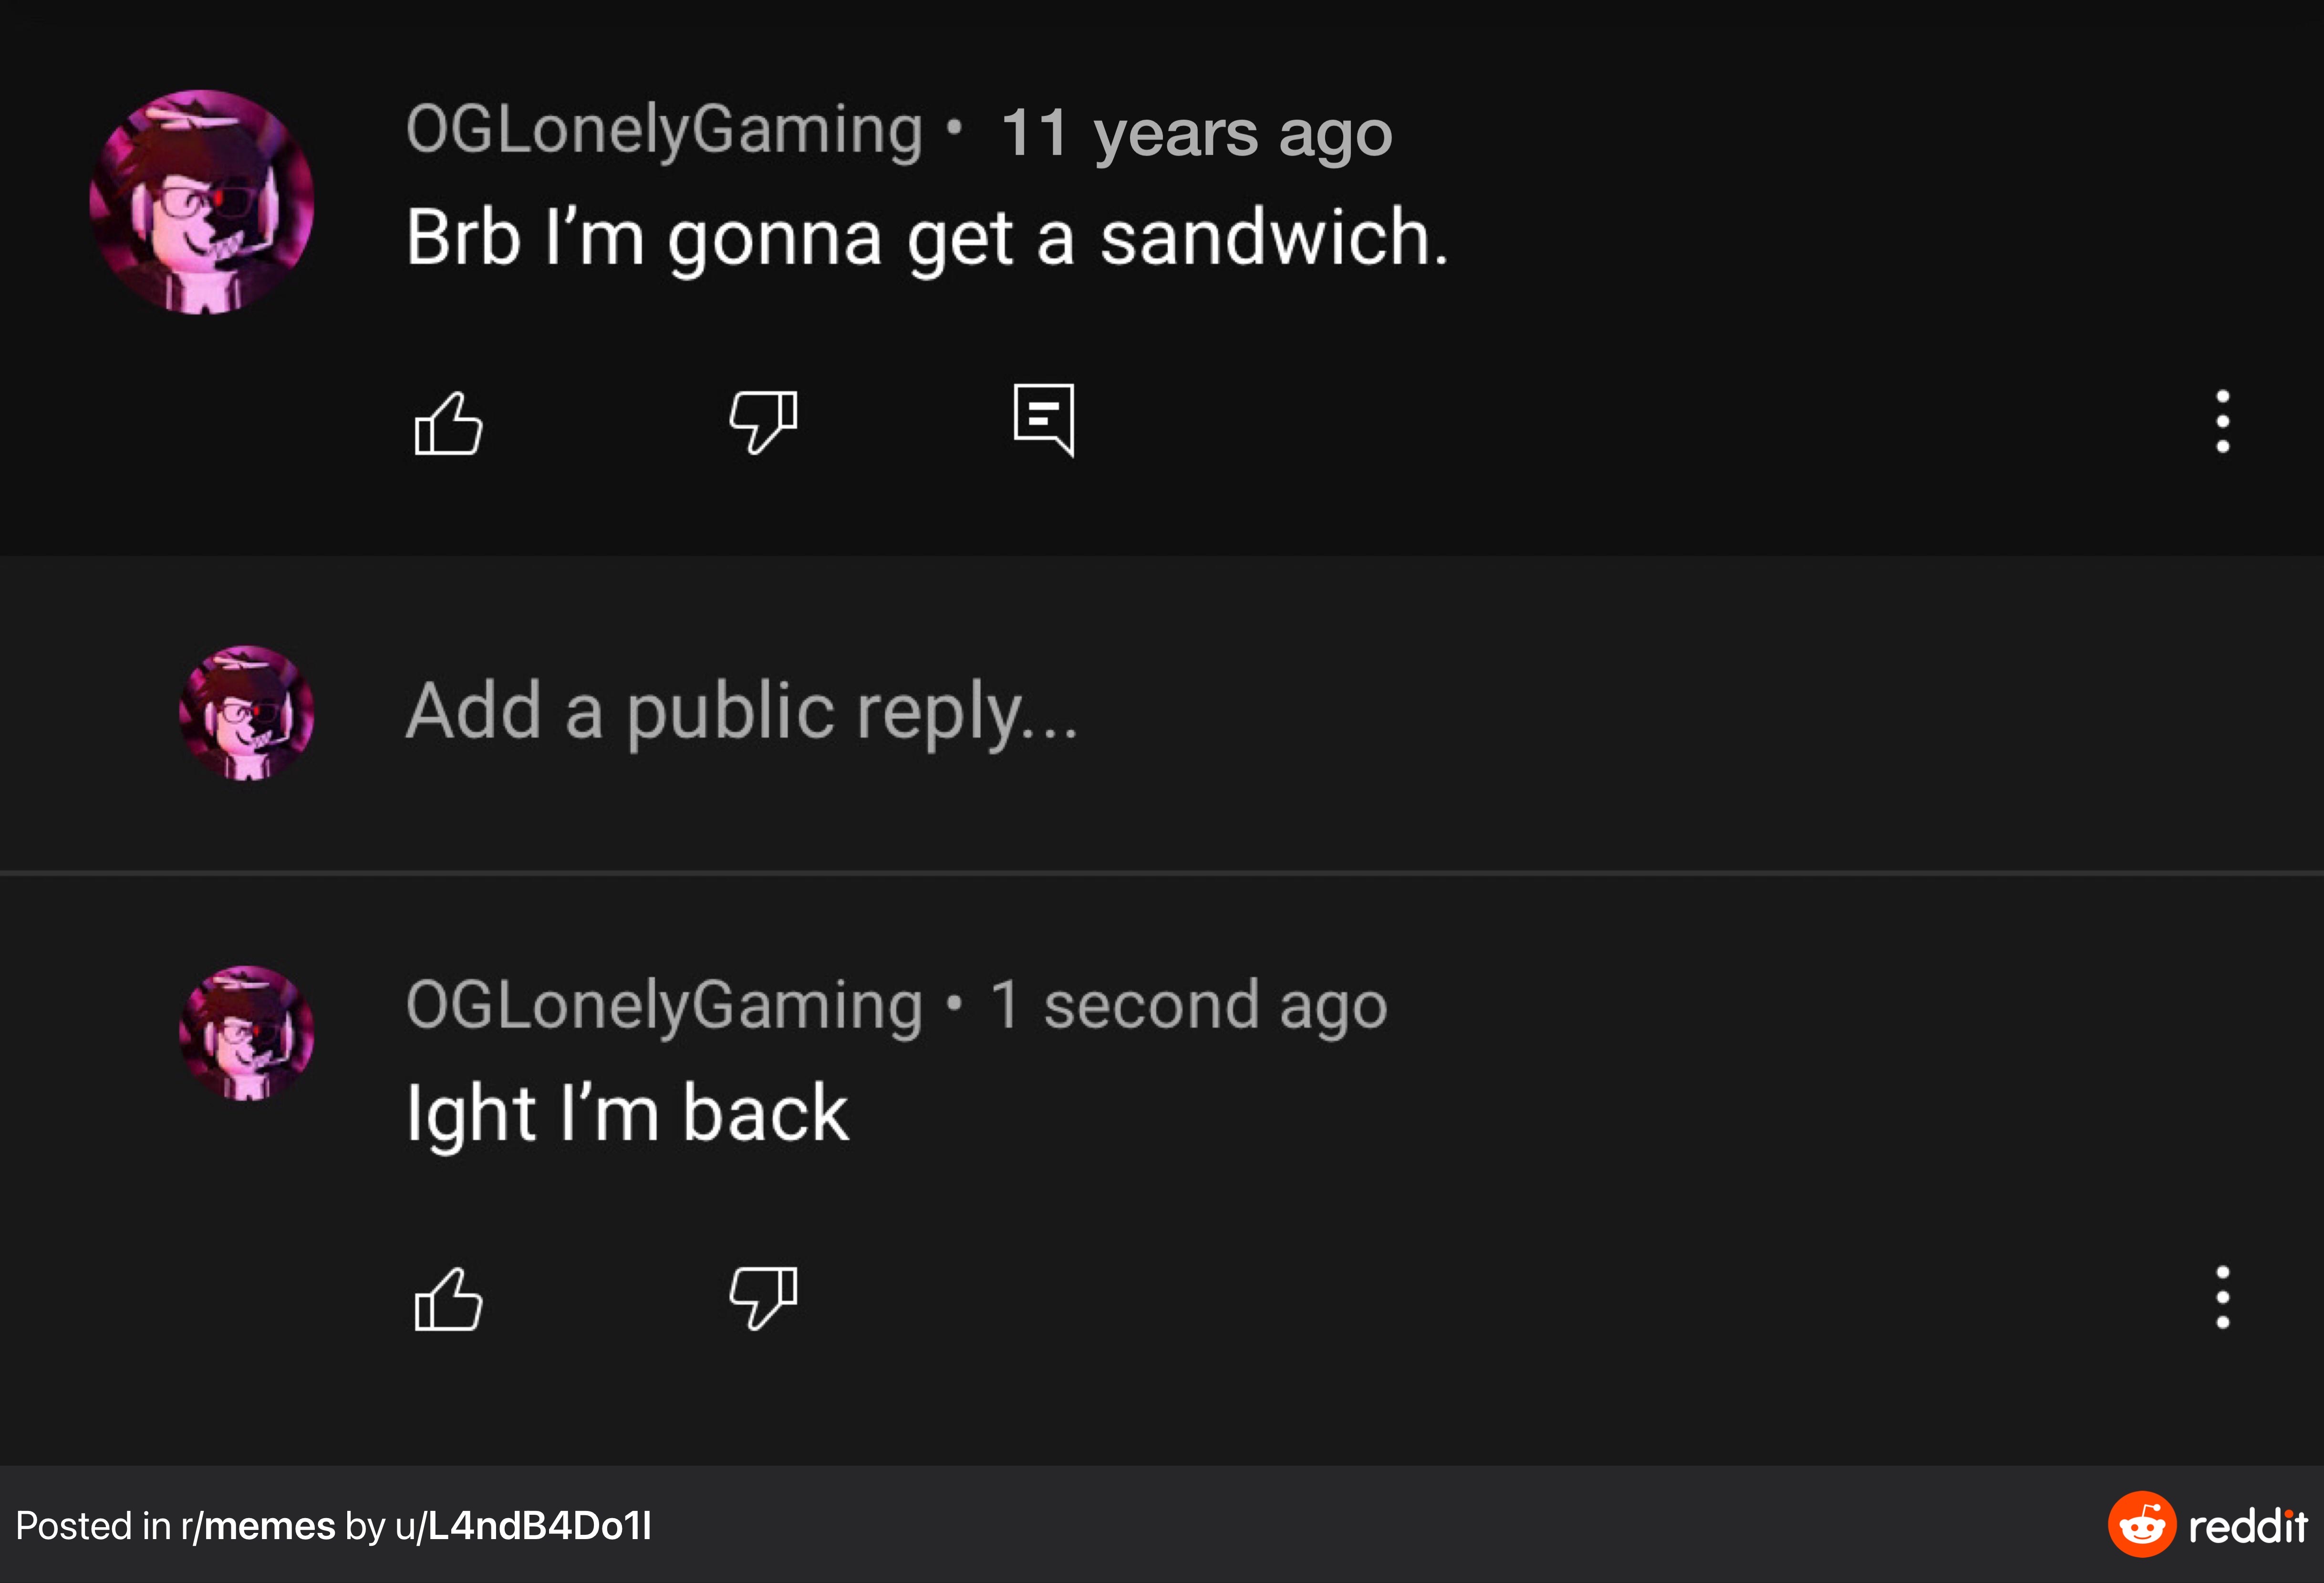 OGLonelyGaming • 11 years ago
Brb I’m gonna get a sandwich.
Add a public reply...
OGLonelyGaming • 1 second ago
Ight I’m back
Posted in r/memes by u/L4ndB4Do1l
reddit